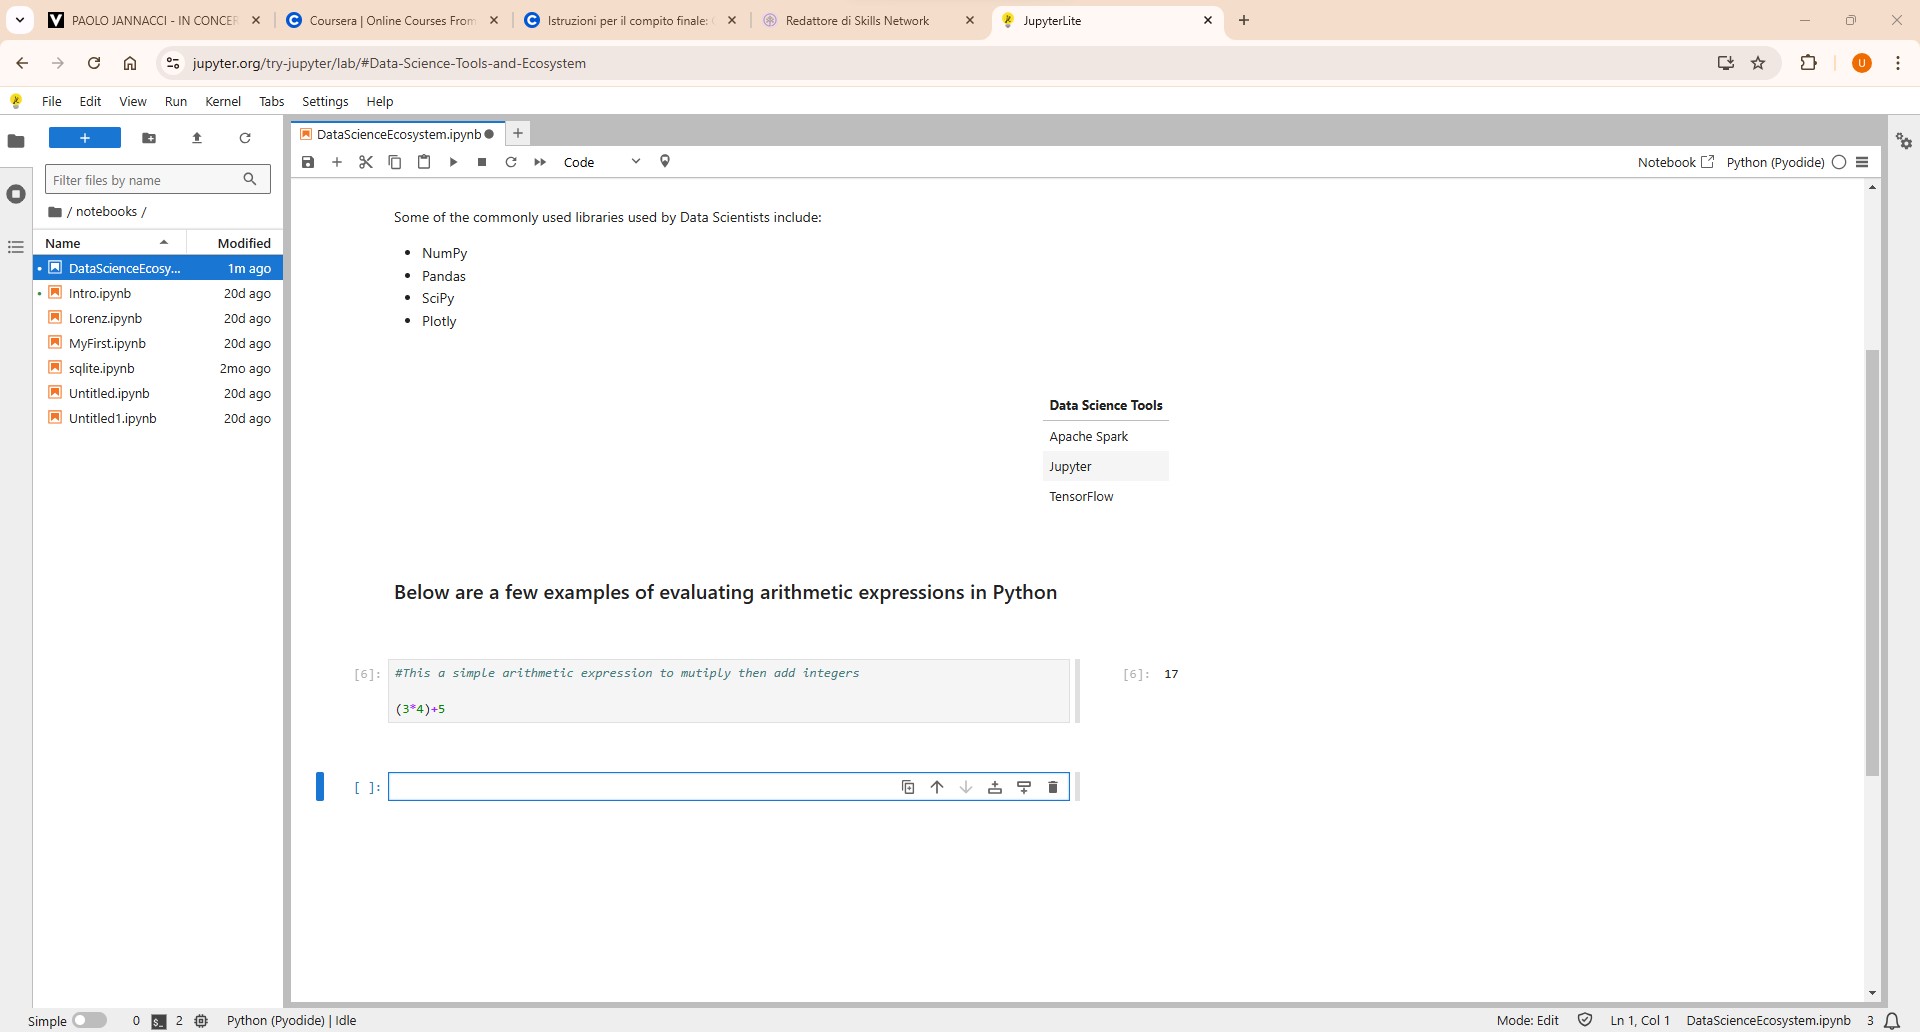 PAOLO JANNACCI - IN CONCER
Coursera | Online Courses From
Istruzioni per il compito finale:
Redattore di Skills Network
JupyterLite
jupyter.org/try-jupyter/lab/#Data-Science-Tools-and-Ecosystem
U
File Edit View Run Kernel Tabs Settings Help
DataScienceEcosystem.ipynb
Code
Notebook
Python (Pyodide)
Filter files by name
/ notebooks /
Name Modified
DataScienceEcosy... 1m ago
Intro.ipynb 20d ago
Lorenz.ipynb 20d ago
MyFirst.ipynb 20d ago
sqlite.ipynb 2mo ago
Untitled.ipynb 20d ago
Untitled1.ipynb 20d ago
Some of the commonly used libraries used by Data Scientists include:
• NumPy
• Pandas
• SciPy
• Plotly
Data Science Tools
Apache Spark
Jupyter
TensorFlow
Below are a few examples of evaluating arithmetic expressions in Python
[6]: #This a simple arithmetic expression to mutiply then add integers
(3*4)+5
[6]: 17
[ ]:
Simple 0 2 Python (Pyodide) | Idle
Mode: Edit Ln 1, Col 1 DataScienceEcosystem.ipynb 3